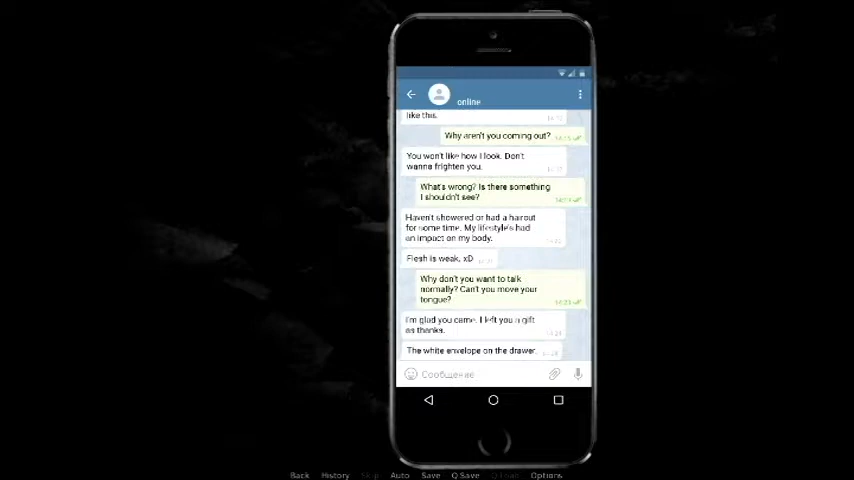 online
like this.
Why aren't you coming out?
You won't like how I look. Don't
wanna frighten you.
What's wrong? Is there something
I shouldn't see?
Haven't showered or had a haircut
for some time. My lifestyle's had
an impact on my body.
Flesh is weak. xD
Why don't you want to talk
normally? Can't you move your
tongue?
I'm glad you came. I left you a gift
as thanks.
The white envelope on the drawer.
Сообщение
Back History Skip Auto Save Q.Save Q.Load Options